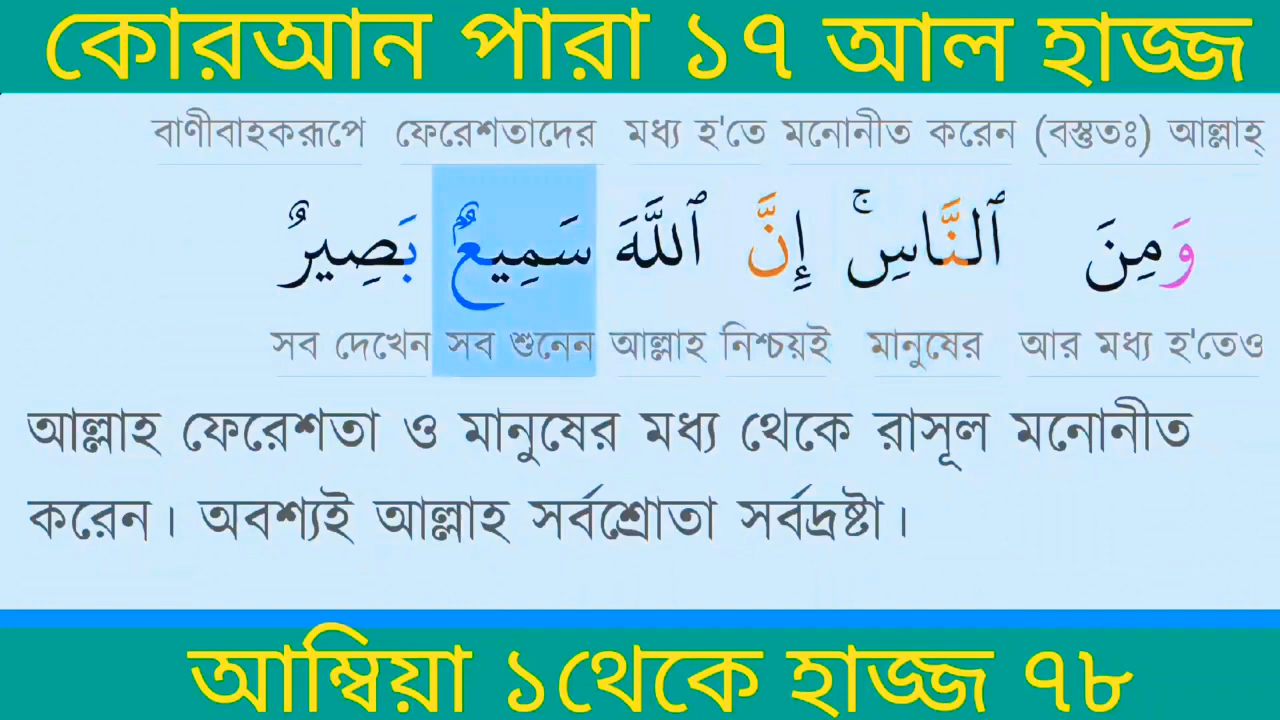 কোরআন পারা ১৭ আল হাজ্জ
বাণীবাহকরূপে ফেরেশতাদের মধ্য হ'তে মনোনীত করেন (বস্তুতঃ) আল্লাহ্
وَمِنَ ٱلنَّاسِ ۚ إِنَّ ٱللَّهَ سَمِيعٌۢ بَصِيرٌ
সব দেখেন সব শুনেন আল্লাহ নিশ্চয়ই মানুষের আর মধ্য হ'তেও
আল্লাহ ফেরেশতা ও মানুষের মধ্য থেকে রাসূল মনোনীত
করেন। অবশ্যই আল্লাহ সর্বশ্রোতা সর্বদ্রষ্টা।
আম্বিয়া ১থেকে হাজ্জ ৭৮